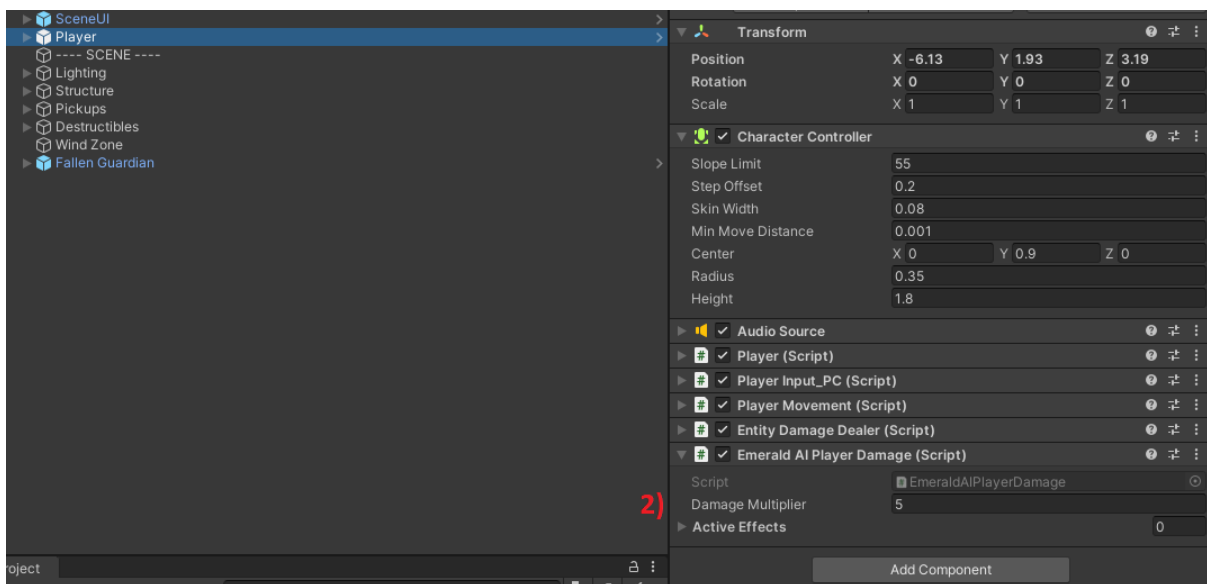 SceneUI
Player
---- SCENE ----
Lighting
Structure
Pickups
Destructibles
Wind Zone
Fallen Guardian
roject
Transform
Position X -6.13 Y 1.93 Z 3.19
Rotation X 0 Y 0 Z 0
Scale X 1 Y 1 Z 1
Character Controller
Slope Limit 55
Step Offset 0.2
Skin Width 0.08
Min Move Distance 0.001
Center X 0 Y 0.9 Z 0
Radius 0.35
Height 1.8
Audio Source
Player (Script)
Player Input_PC (Script)
Player Movement (Script)
Entity Damage Dealer (Script)
Emerald AI Player Damage (Script)
Script EmeraldAIPlayerDamage
2) Damage Multiplier 5
Active Effects 0
Add Component